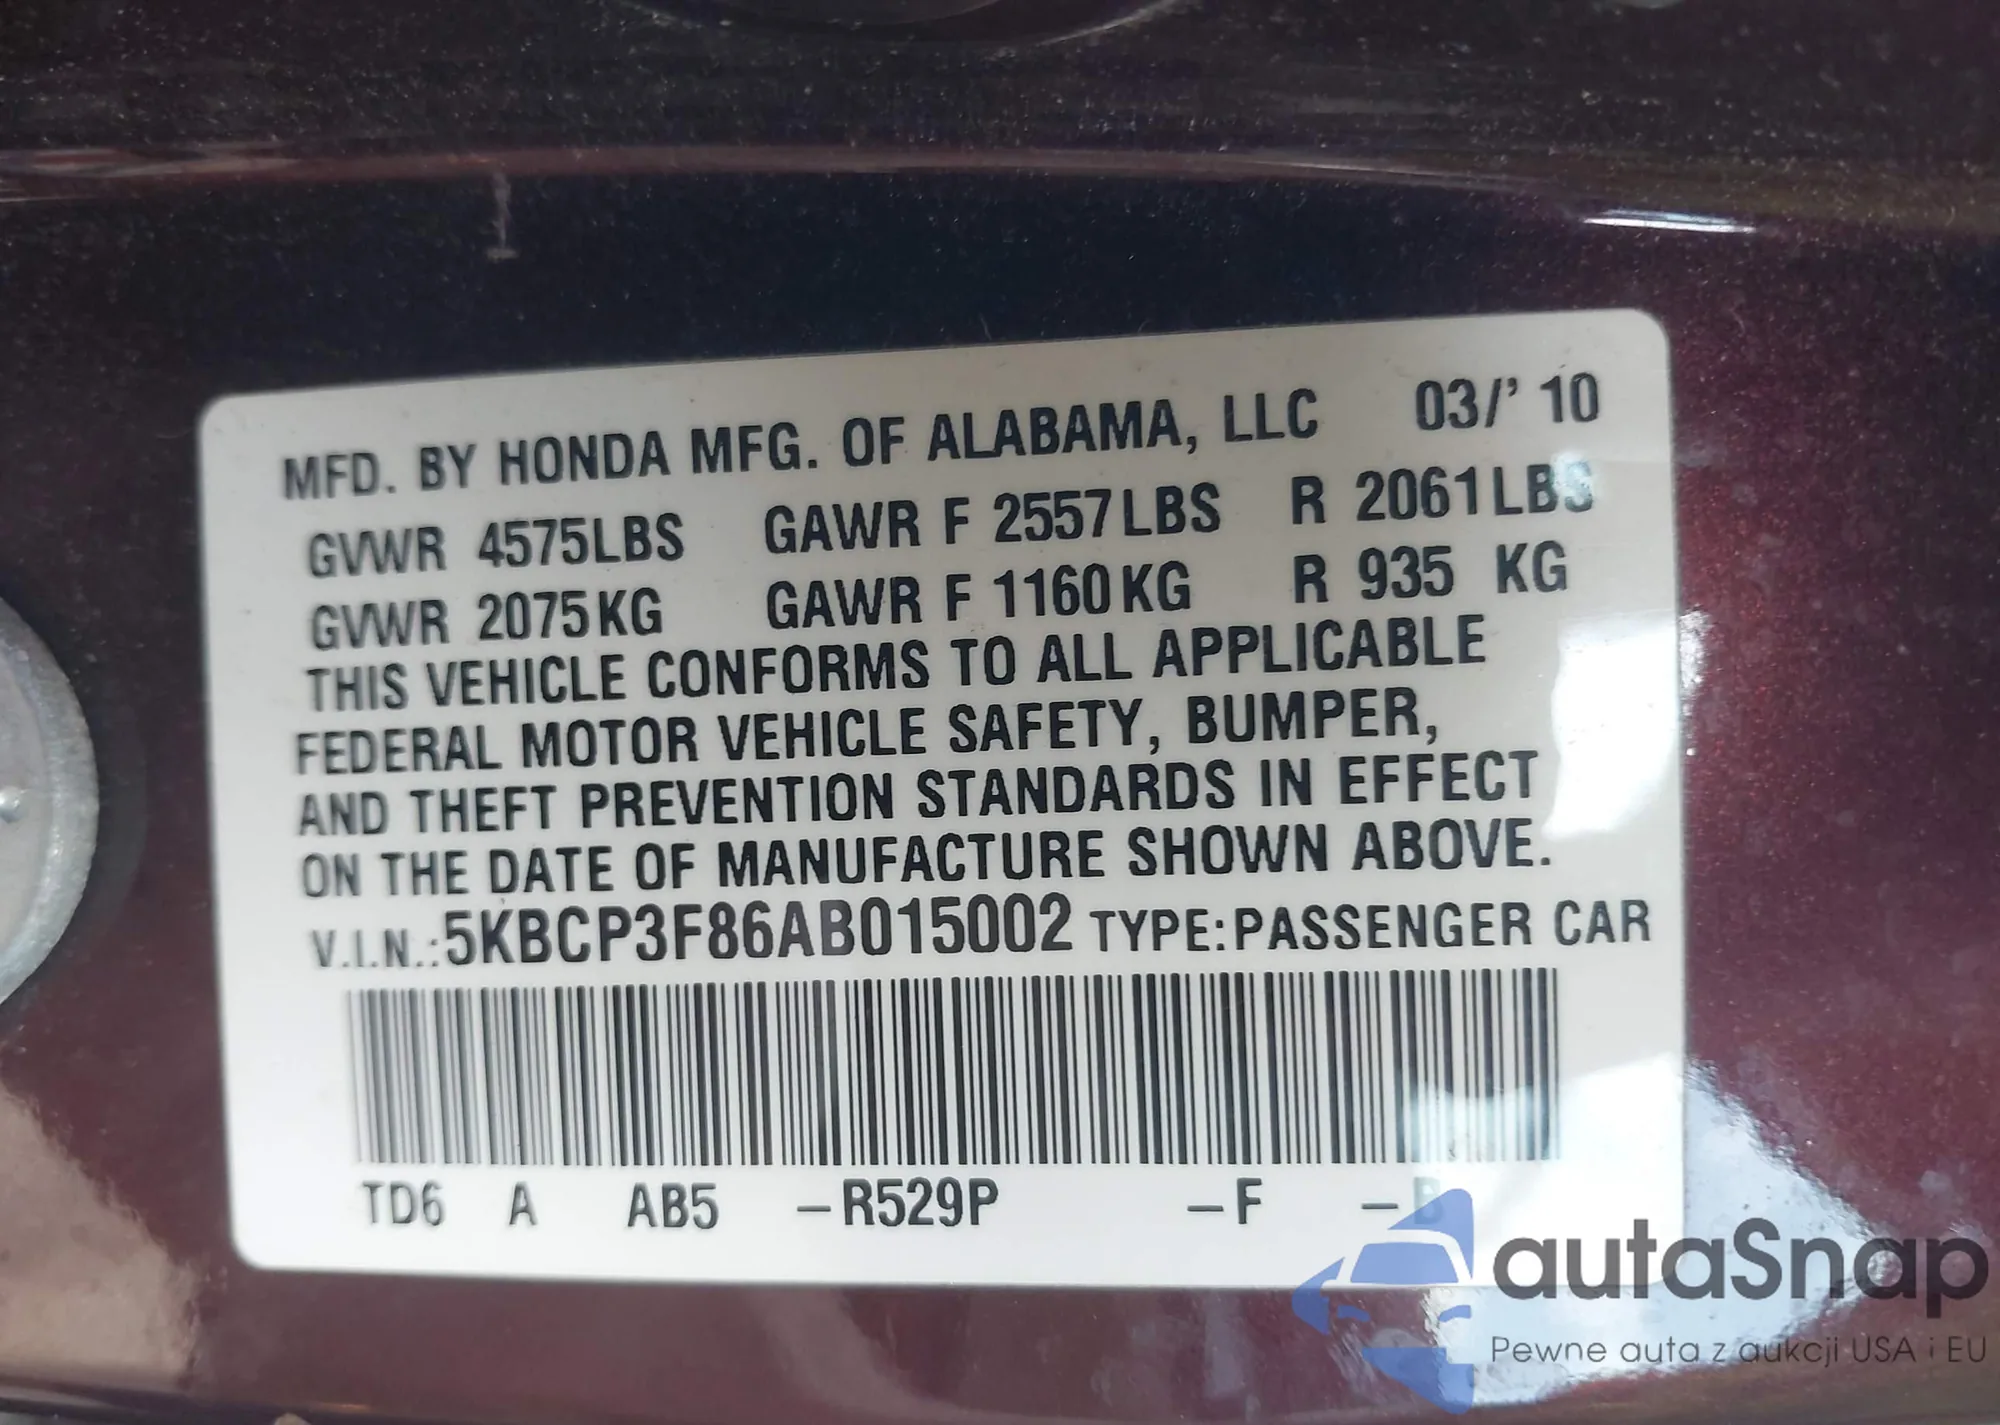 MFD. BY HONDA MFG. OF ALABAMA, LLC 03/' 10
GVWR 4575LBS GAWR F 2557LBS R 2061LBS
GVWR 2075KG GAWR F 1160KG R 935 KG
THIS VEHICLE CONFORMS TO ALL APPLICABLE
FEDERAL MOTOR VEHICLE SAFETY, BUMPER,
AND THEFT PREVENTION STANDARDS IN EFFECT
ON THE DATE OF MANUFACTURE SHOWN ABOVE.
V.I.N.:5KBCP3F86AB015002 TYPE:PASSENGER CAR
TD6 A AB5 –R529P –F –B
autaSnap
Pewne auta z aukcji USA i EU